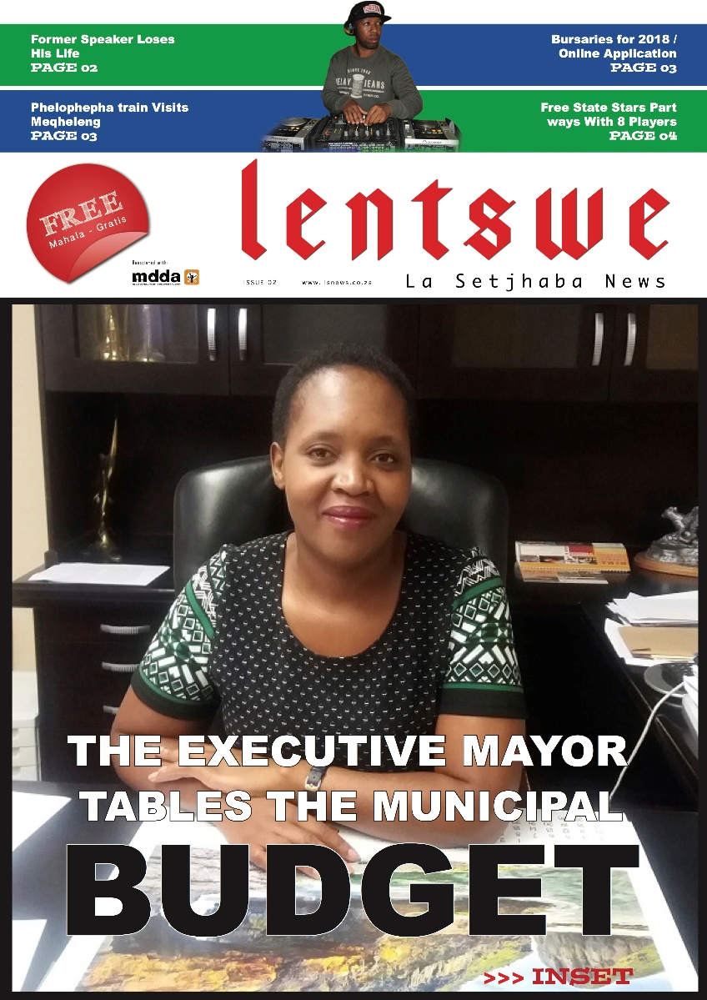 Former Speaker Loses
His Life
PAGE 02
Bursaries for 2018 /
Online Application
PAGE 03
Phelophepha train Visits
Meqheleng
PAGE 03
Free State Stars Part
ways With 8 Players
PAGE 04
FREE
Mahala - Gratis
lentswe
Associated with:
mdda
ISSUE 02
www.lsnews.co.za
La Setjhaba News
THE EXECUTIVE MAYOR
TABLES THE MUNICIPAL
BUDGET
>>> INSET